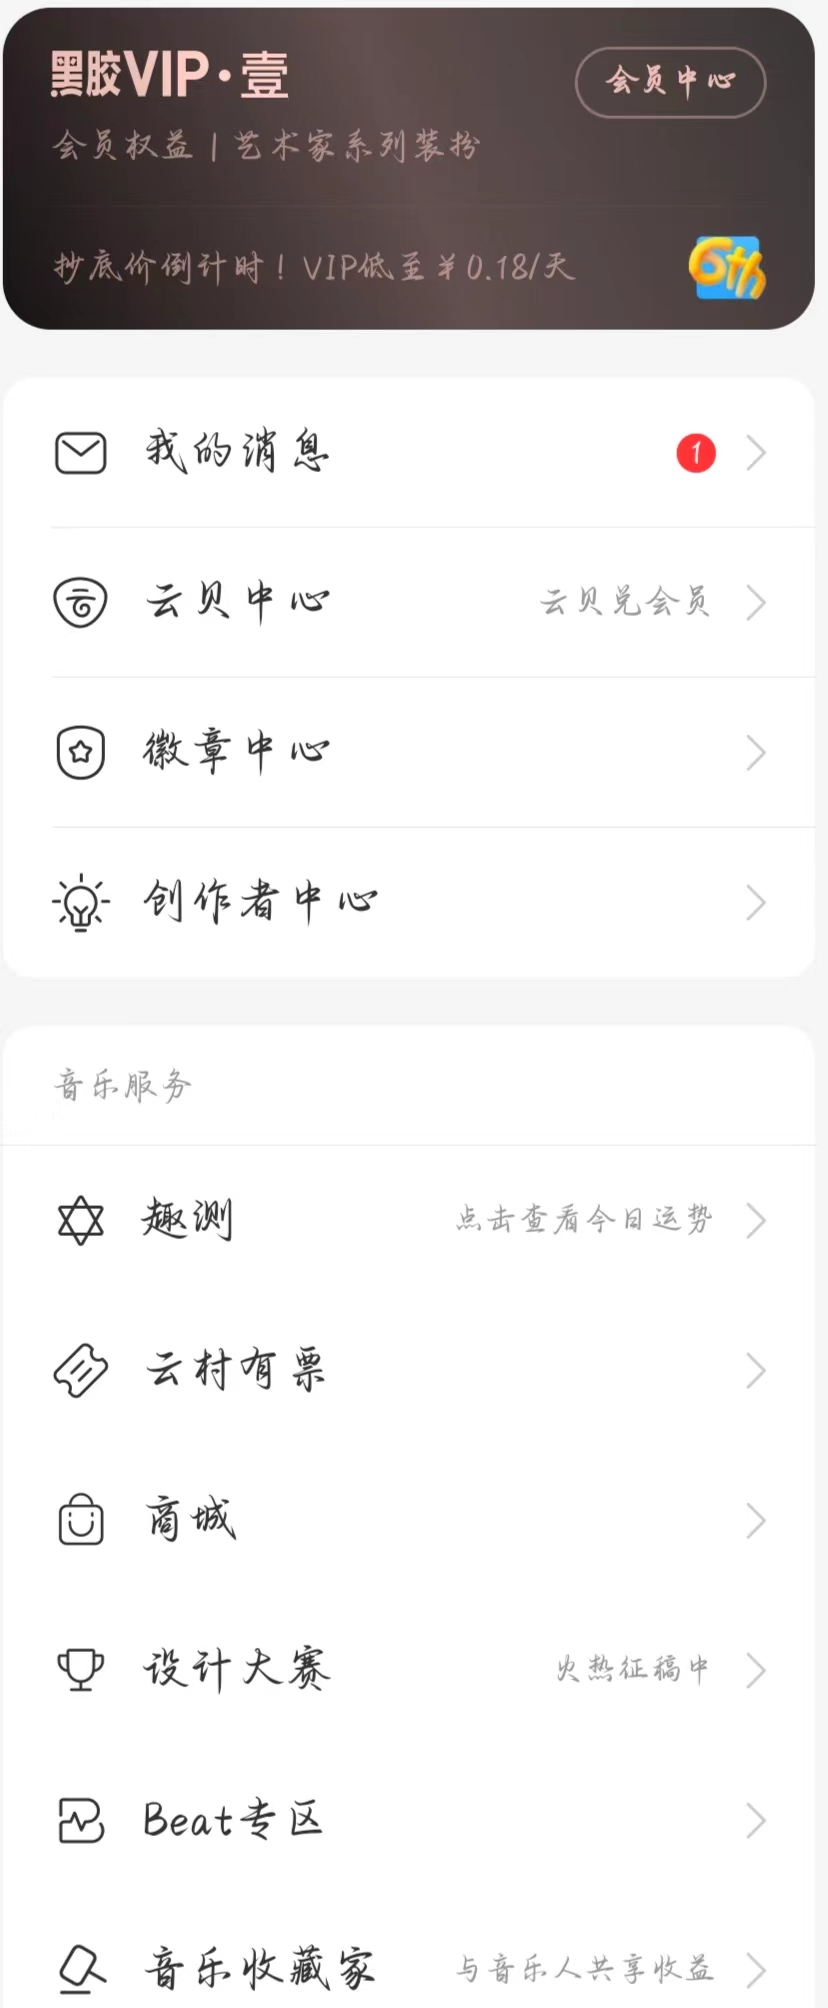 黑胶VIP·壹
会员中心
会员权益 | 艺术家系列装扮
抄底价倒计时！VIP低至￥0.18/天
6th
我的消息
1
云贝中心
云贝兑会员
徽章中心
创作者中心
音乐服务
趣测
点击查看今日运势
云村有票
商城
设计大赛
火热征稿中
Beat专区
音乐收藏家
与音乐人共享收益